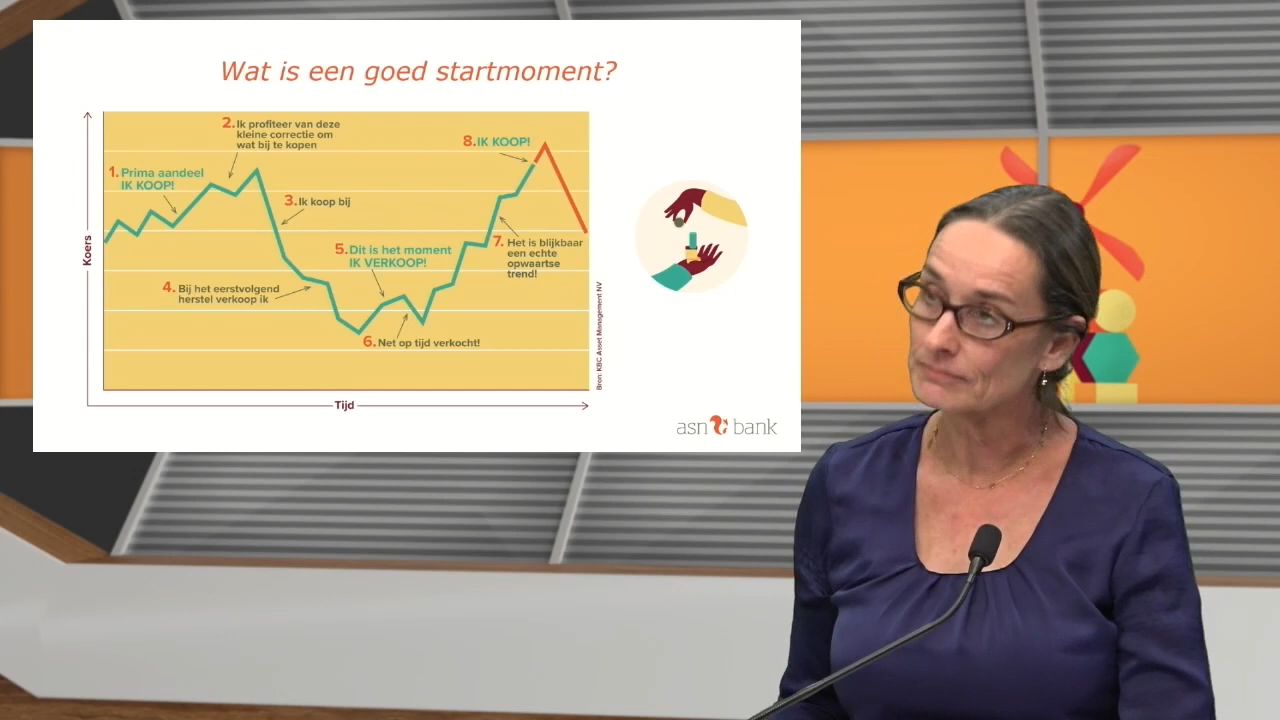 Wat is een goed startmoment?
1. Prima aandeel
IK KOOP!
2. Ik profiteer van deze
kleine correctie om
wat bij te kopen
3. Ik koop bij
4. Bij het eerstvolgend
herstel verkoop ik
5. Dit is het moment
IK VERKOOP!
6. Net op tijd verkocht!
7. Het is blijkbaar
een echte
opwaartse
trend!
8. IK KOOP!
Koers
Tijd
Bron: KBC Asset Management NV
asn bank